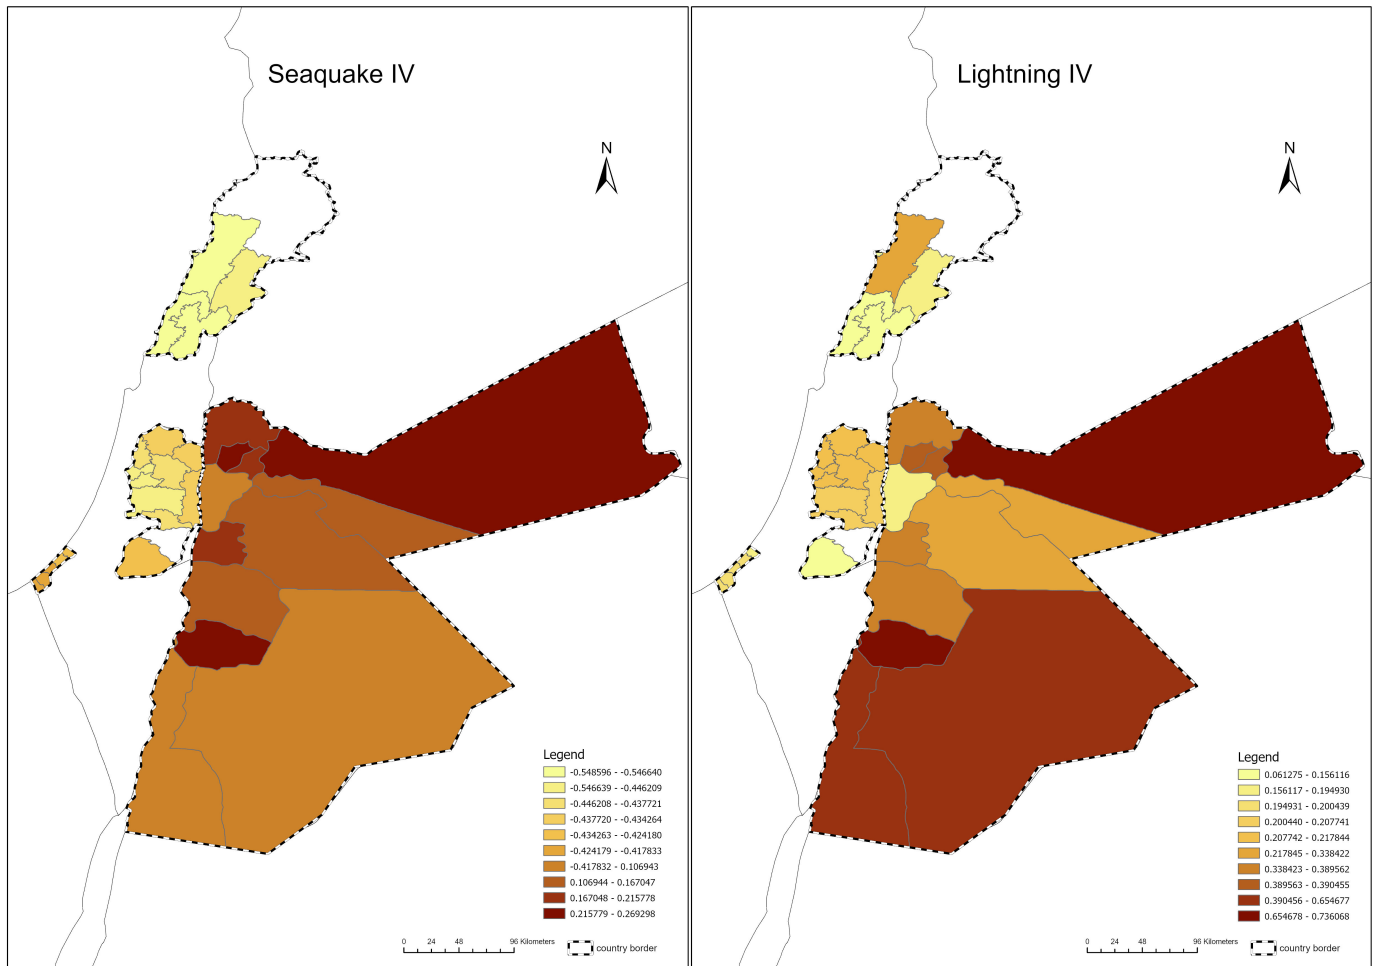 Seaquake IV
N
Legend
-0.548596 - -0.546640
-0.546639 - -0.446209
-0.446208 - -0.437721
-0.437720 - -0.434264
-0.434263 - -0.424180
-0.424179 - -0.417833
-0.417832 - 0.106943
0.106944 - 0.167047
0.167048 - 0.215778
0.215779 - 0.269298
0 24 48 96 Kilometers
country border
Lightning IV
N
Legend
0.061275 - 0.156116
0.156117 - 0.194930
0.194931 - 0.200439
0.200440 - 0.207741
0.207742 - 0.217844
0.217845 - 0.338422
0.338423 - 0.389562
0.389563 - 0.390455
0.390456 - 0.654677
0.654678 - 0.736068
0 24 48 96 Kilometers
country border